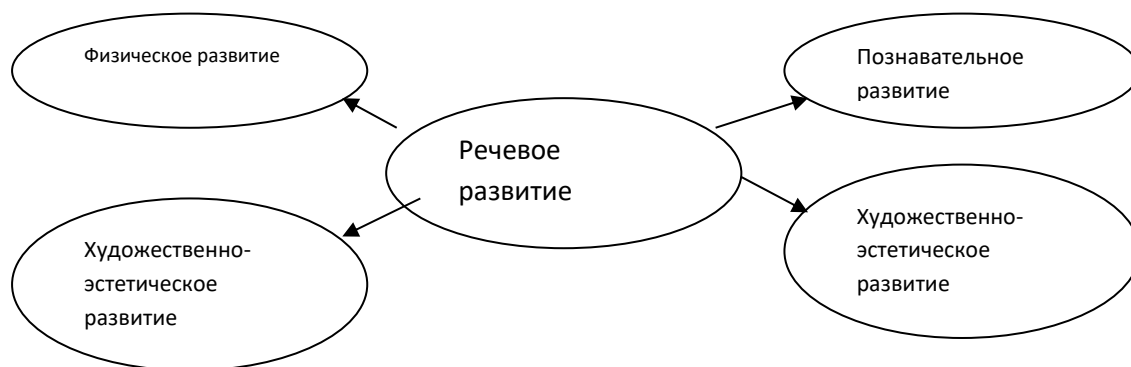 Физическое развитие
Познавательное
развитие
Речевое
развитие
Художественно-
эстетическое
развитие
Художественно-
эстетическое
развитие